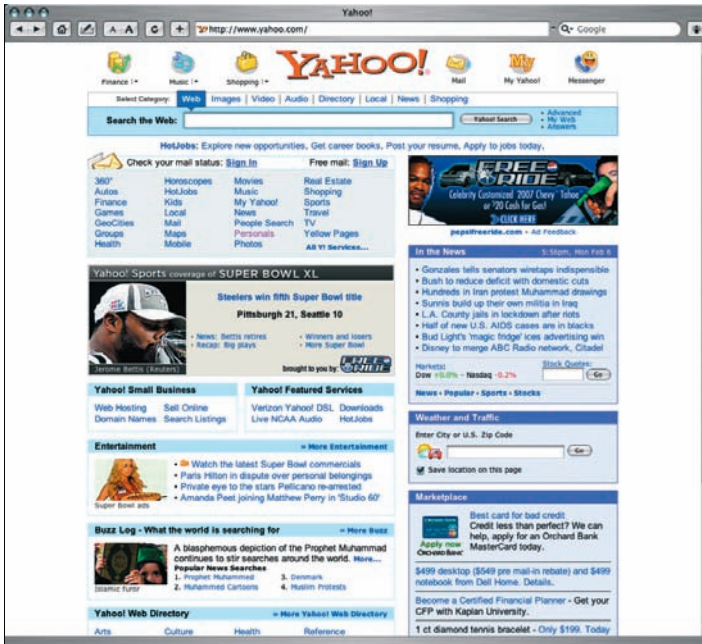 Yahoo!
A A
http://www.yahoo.com/
Google
Finance
Music
Shopping
YAHOO!
Mail
My Yahoo!
Messenger
Select Category: Web Images | Video | Audio | Directory | Local | News | Shopping
Search the Web:
Yahoo! Search
• Advanced
• My Web
• Answers
HotJobs: Explore new opportunities. Get career books. Post your resume. Apply to jobs today.
Check your mail status: Sign In Free mail: Sign Up
360° Horoscopes Movies Real Estate
Autos HotJobs Music Shopping
Finance Kids My Yahoo! Sports
Games Local News Travel
GeoCities Mail People Search TV
Groups Maps Personals Yellow Pages
Health Mobile Photos All Y! Services...
FREE RIDE
Celebrity Customized 2007 Chevy Tahoe
or $20 Cash for Gas!
CLICK HERE
pepsifreeride.com - Ad Feedback
In the News 5:56pm, Mon Feb 6
• Gonzales tells senators wiretaps indispensible
• Bush to reduce deficit with domestic cuts
• Hundreds in Iran protest Muhammad drawings
• Sunnis build up their own militia in Iraq
• L.A. County jails in lockdown after riots
• Half of new U.S. AIDS cases are in blacks
• Bud Light's 'magic fridge' ices advertising win
• Disney to merge ABC Radio network, Citadel
Markets:
Dow +0.0% - Nasdaq -0.2%
Stock Quotes:
Go
News - Popular - Sports - Stocks
Yahoo! Sports coverage of SUPER BOWL XL
Steelers win fifth Super Bowl title
Pittsburgh 21, Seattle 10
• News: Bettis retires • Winners and losers
• Recap: Big plays • More Super Bowl
Jerome Bettis (Reuters)
brought to you by: FREE RIDE
Yahoo! Small Business
Web Hosting Sell Online
Domain Names Search Listings
Yahoo! Featured Services
Verizon Yahoo! DSL Downloads
Live NCAA Audio HotJobs
Weather and Traffic
Enter City or U.S. Zip Code
Go
Save location on this page
Entertainment » More Entertainment
• Watch the latest Super Bowl commercials
• Paris Hilton in dispute over personal belongings
• Private eye to the stars Pellicano re-arrested
• Amanda Peet joining Matthew Perry in 'Studio 60'
Super Bowl ads
Buzz Log - What the world is searching for » More Buzz
A blasphemous depiction of the Prophet Muhammad
continues to stir searches around the world. More...
Popular News Searches
1. Prophet Muhammed 3. Denmark
2. Muhammed Cartoons 4. Muslim Protests
Islamic furor
Yahoo! Web Directory » More Yahoo! Web Directory
Arts Culture Health Reference
Marketplace
Best card for bad credit
Credit less than perfect? We can
help, apply for an Orchard Bank
MasterCard today.
Apply now
ORCHARD BANK
$499 desktop ($549 pre mail-in rebate) and $499
notebook from Dell Home. Details.
Become a Certified Financial Planner - Get your
CFP with Kaplan University.
1 ct diamond tennis bracelet - Only $199. Today